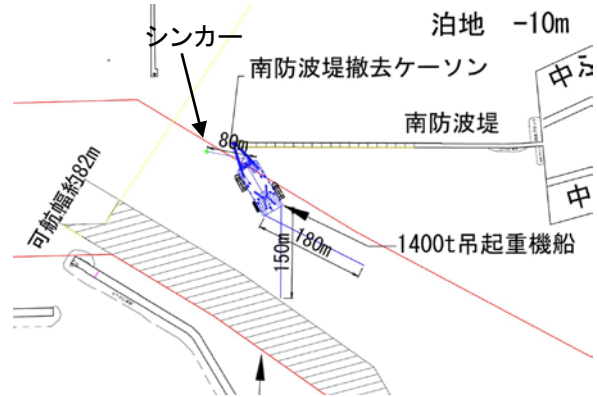 泊地 -10m
シンカー
南防波堤撤去ケーソン
南防波堤
80m
可航幅約82m
150m
180m
1400t吊起重機船
中
中